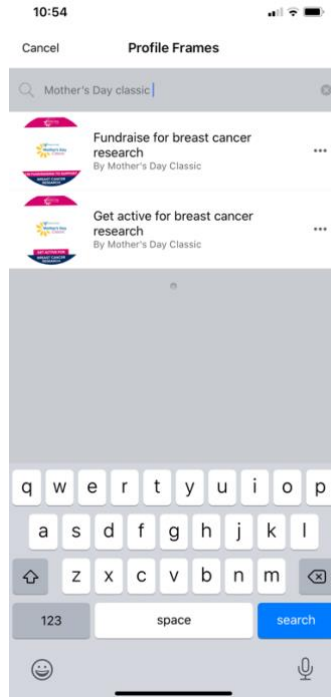 10:54
Cancel
Profile Frames
Mother's Day classic
Fundraise for breast cancer
research
By Mother's Day Classic
Get active for breast cancer
research
By Mother's Day Classic
q w e r t y u i o p
a s d f g h j k l
z x c v b n m
123 space search